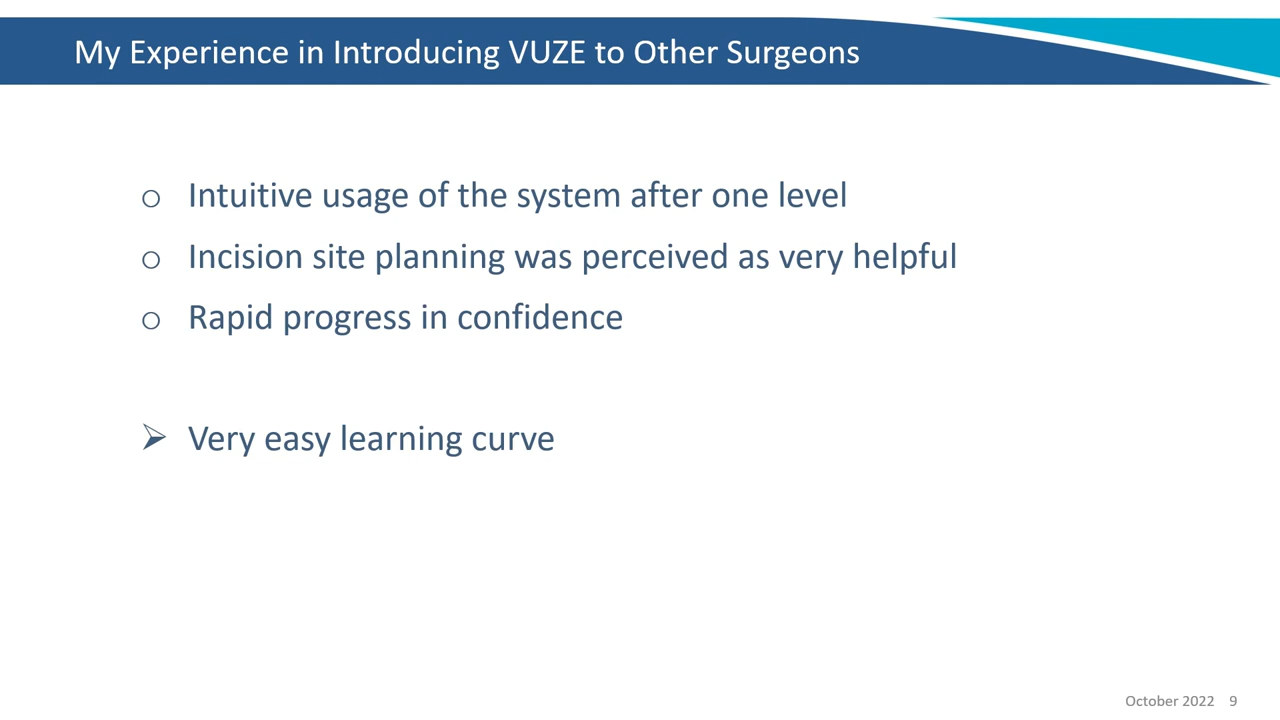 My Experience in Introducing VUZE to Other Surgeons
o Intuitive usage of the system after one level
o Incision site planning was perceived as very helpful
o Rapid progress in confidence
➢ Very easy learning curve
October 2022 9